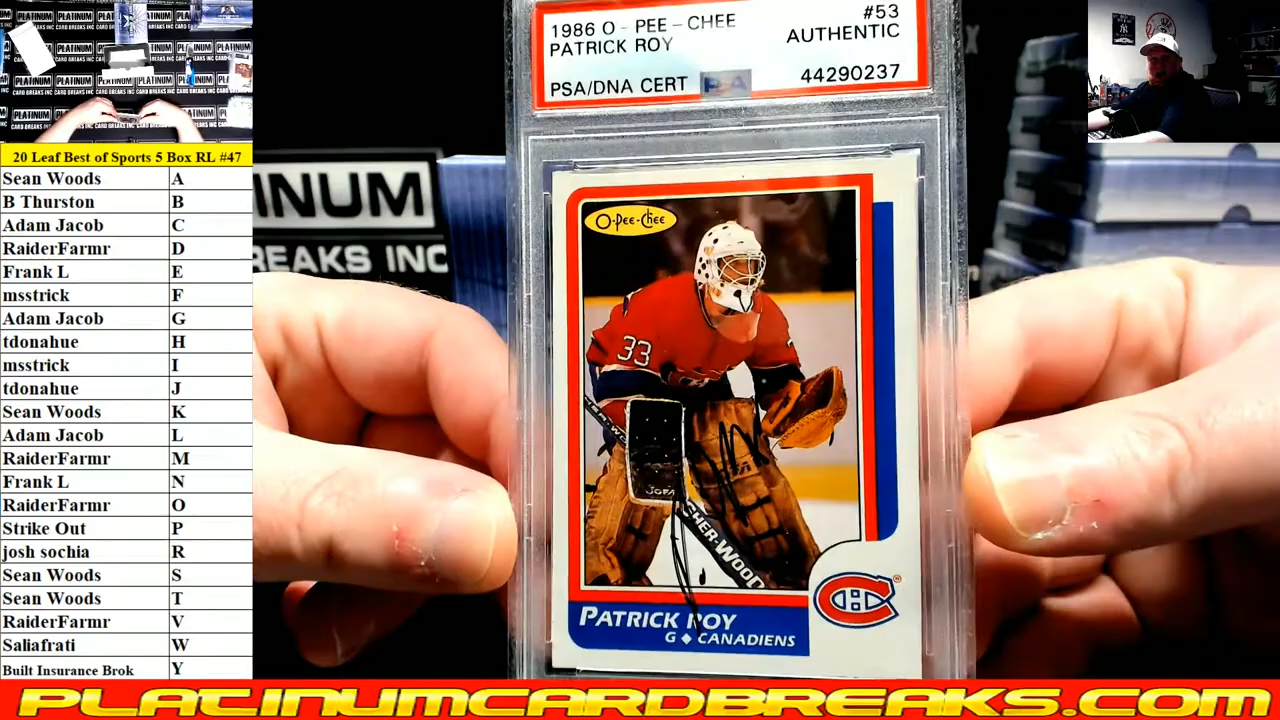 20 Leaf Best of Sports 5 Box RL #47
Sean Woods A
B Thurston B
Adam Jacob C
RaiderFarmr D
Frank L E
msstrick F
Adam Jacob G
tdonahue H
msstrick I
tdonahue J
Sean Woods K
Adam Jacob L
RaiderFarmr M
Frank L N
RaiderFarmr O
Strike Out P
josh sochia R
Sean Woods S
Sean Woods T
RaiderFarmr V
Saliafrati W
Built Insurance Brok Y
1986 O-PEE-CHEE #53
PATRICK ROY AUTHENTIC
PSA/DNA CERT 44290237
INUM
REAKS INC
O-Pee-Chee
33
JOFA
SHER-WOOD
PATRICK ROY
G ◆ CANADIENS
PLATINUMCARDBREAKS.COM